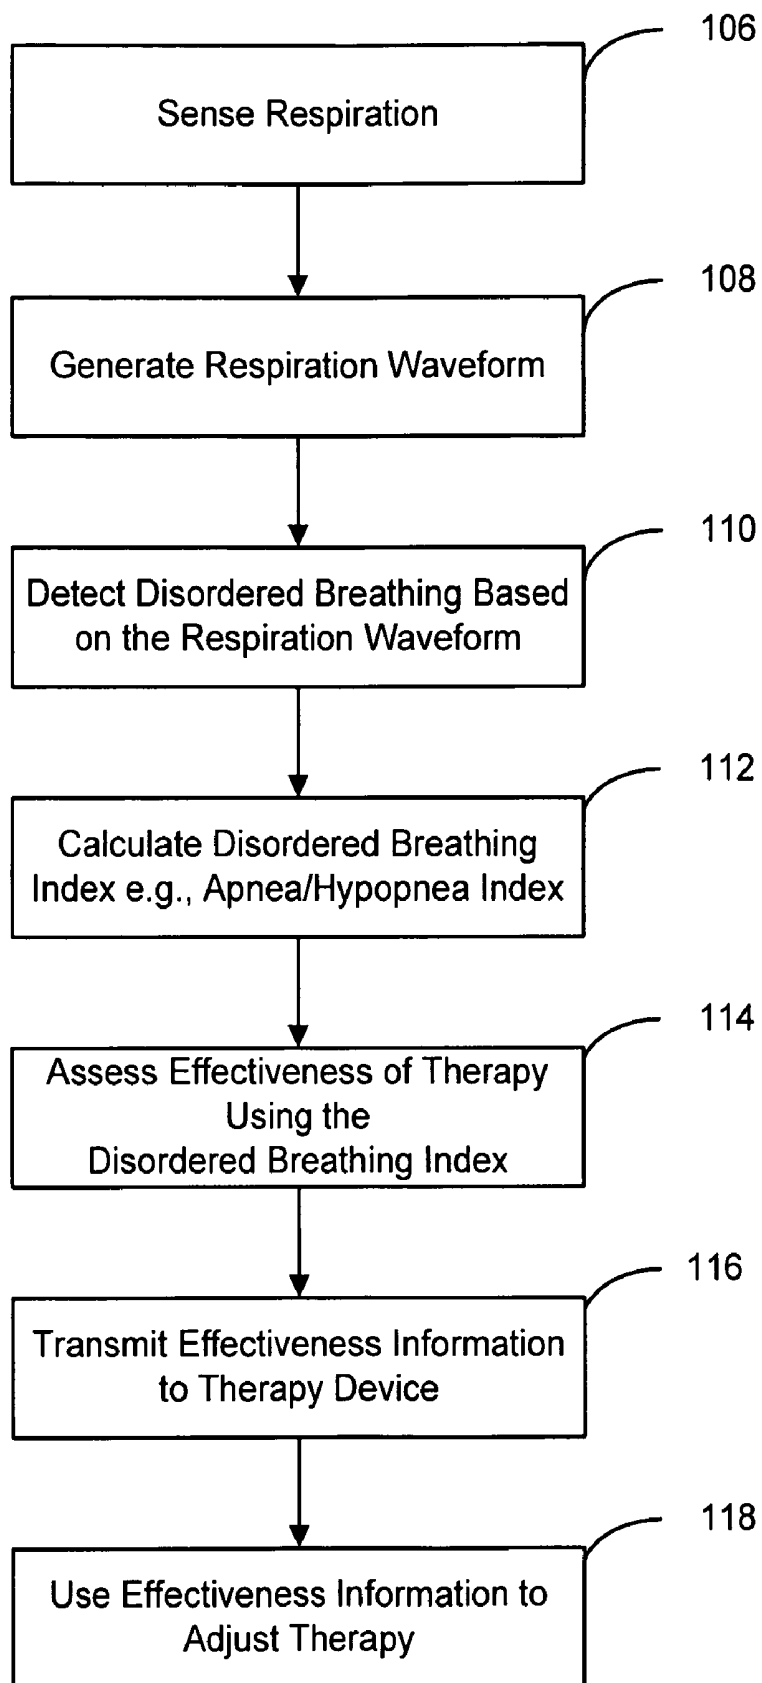 106
Sense Respiration
108
Generate Respiration Waveform
110
Detect Disordered Breathing Based
on the Respiration Waveform
112
Calculate Disordered Breathing
Index e.g., Apnea/Hypopnea Index
114
Assess Effectiveness of Therapy
Using the
Disordered Breathing Index
116
Transmit Effectiveness Information
to Therapy Device
118
Use Effectiveness Information to
Adjust Therapy